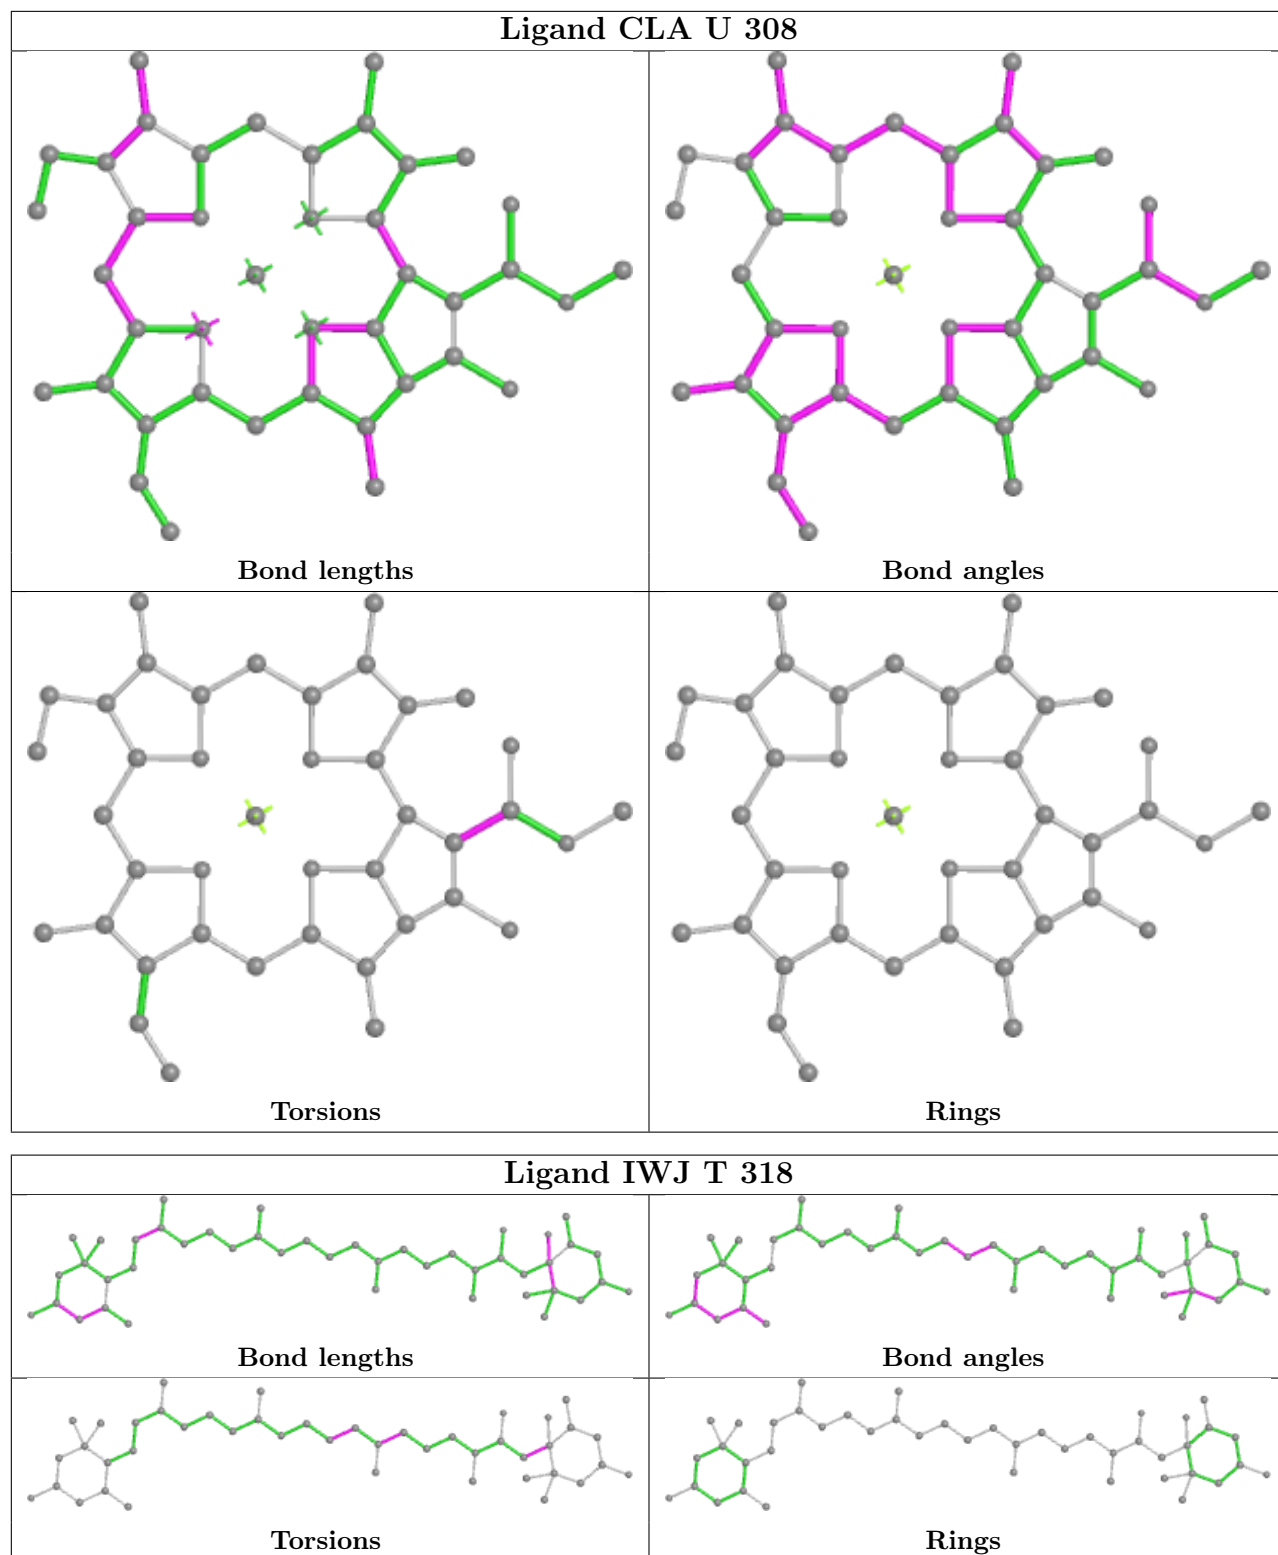 Ligand CLA U 308
Bond lengths
Bond angles
Torsions
Rings
Ligand IWJ T 318
Bond lengths
Bond angles
Torsions
Rings